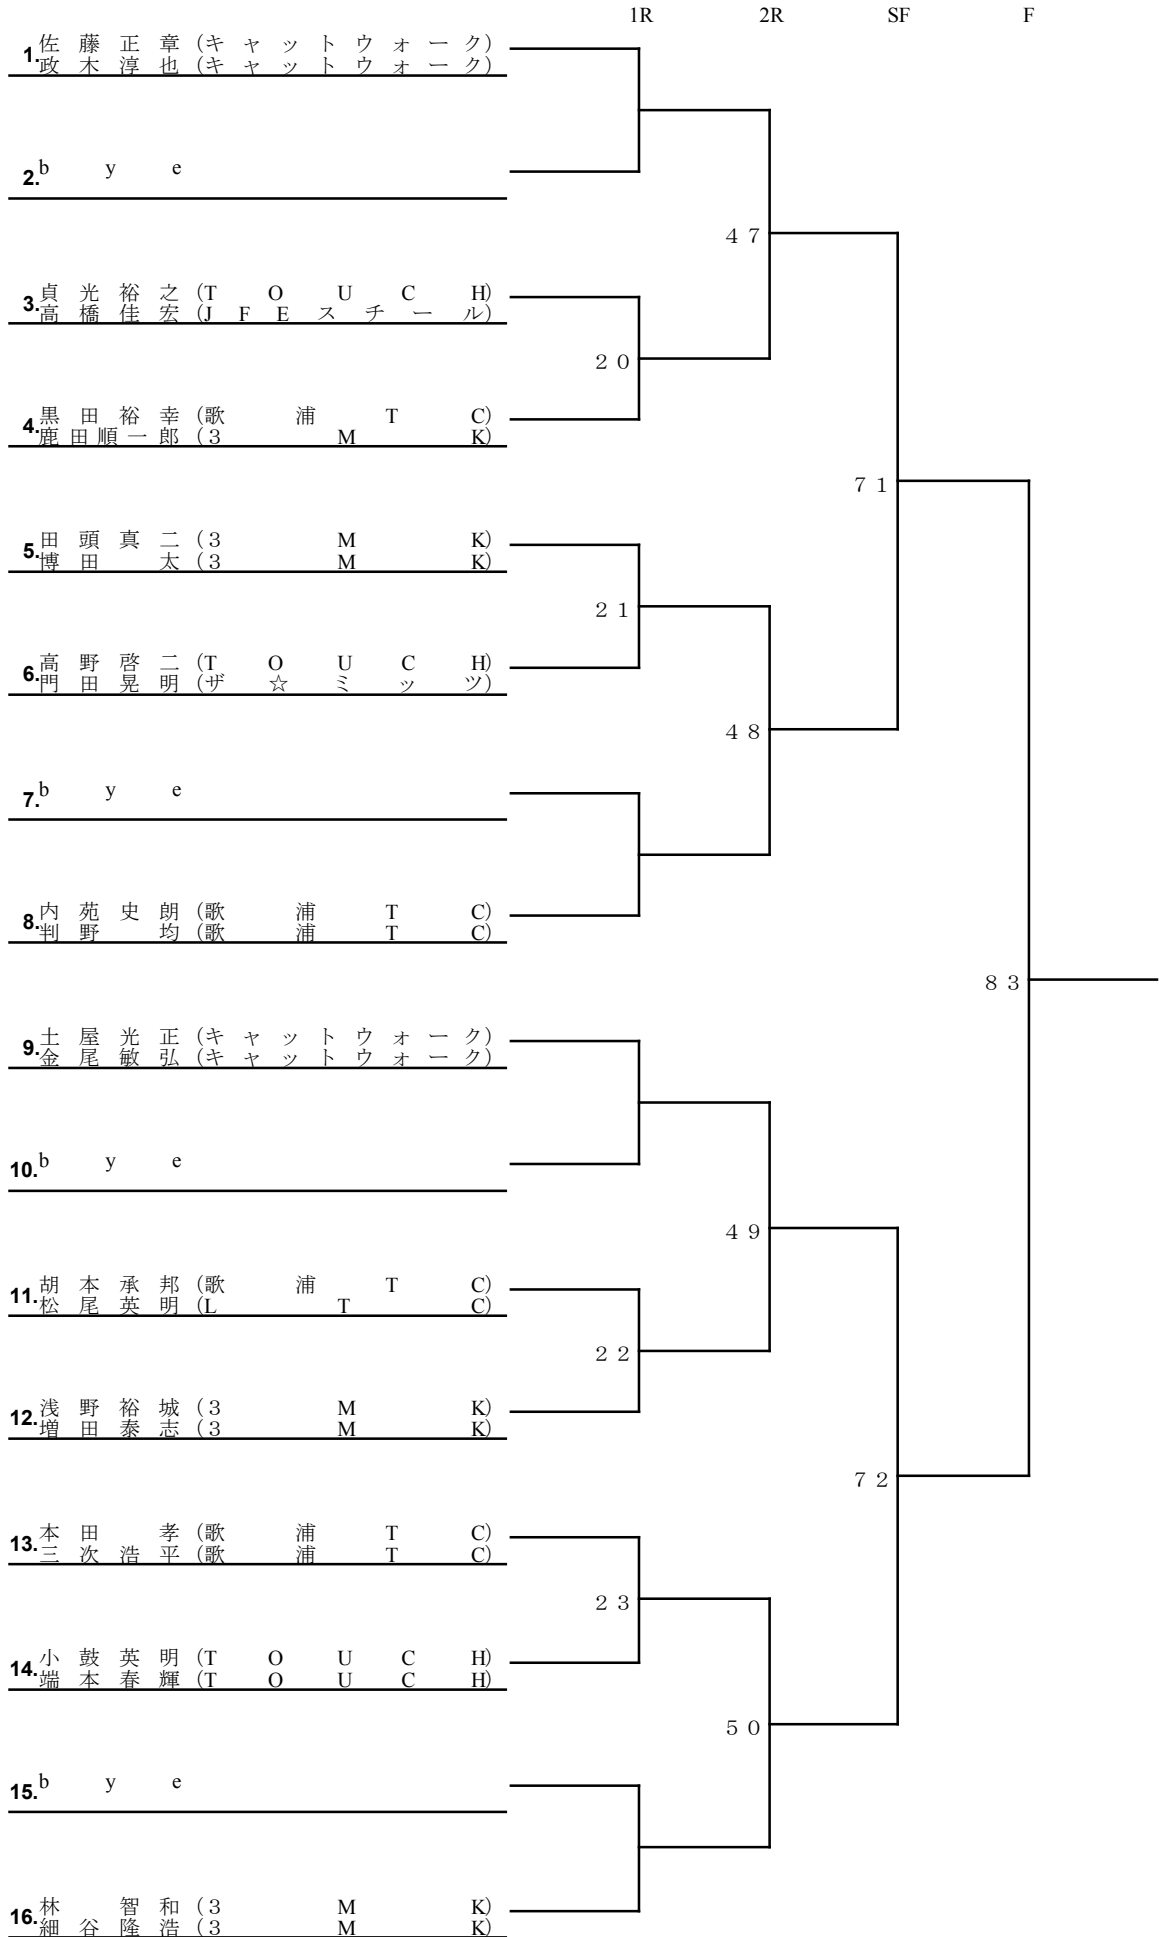 1R 2R SF F
1. 佐藤正章(キャットウォーク)
政木淳也(キャットウォーク)
2. bye
47
3. 貞光裕之(TOUCH)
高橋佳宏(JFEスチール)
20
4. 黒田裕幸(歌浦TC)
鹿田順一郎(3MK)
71
5. 田頭真二(3MK)
博田太(3MK)
21
6. 高野啓二(TOUCH)
門田晃明(ザ☆ミッツ)
48
7. bye
8. 内苑史朗(歌浦TC)
判野均(歌浦TC)
83
9. 土屋光正(キャットウォーク)
金尾敏弘(キャットウォーク)
10. bye
49
11. 胡本承邦(歌浦TC)
松尾英明(LTC)
22
12. 浅野裕城(3MK)
増田泰志(3MK)
72
13. 本田孝(歌浦TC)
三次浩平(歌浦TC)
23
14. 小鼓英明(TOUCH)
端本春輝(TOUCH)
50
15. bye
16. 林智和(3MK)
細谷隆浩(3MK)